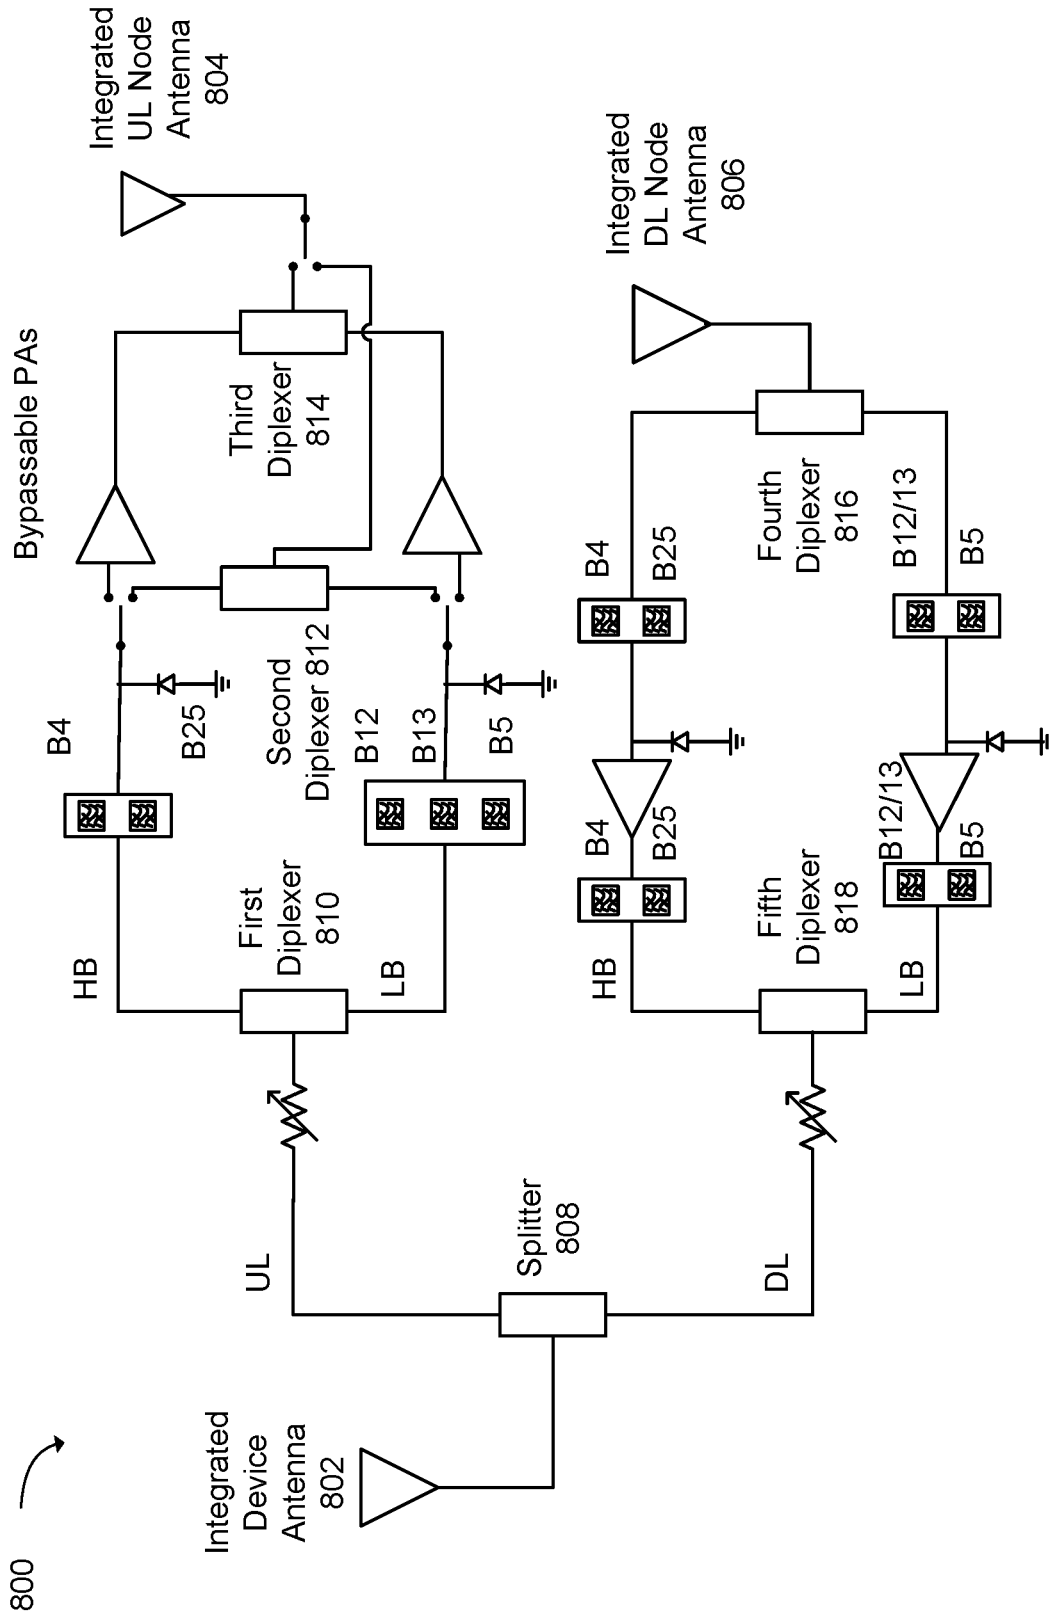 800
Integrated
Device
Antenna
802
Splitter
808
UL
DL
HB
First
Diplexer
810
LB
B4
B25
Second
Diplexer 812
B12
B13
B5
Bypassable PAs
Third
Diplexer
814
Integrated
UL Node
Antenna
804
HB
Fifth
Diplexer
818
LB
B4
B25
B12/13
B5
B4
B25
Fourth
Diplexer
816
B12/13
B5
Integrated
DL Node
Antenna
806